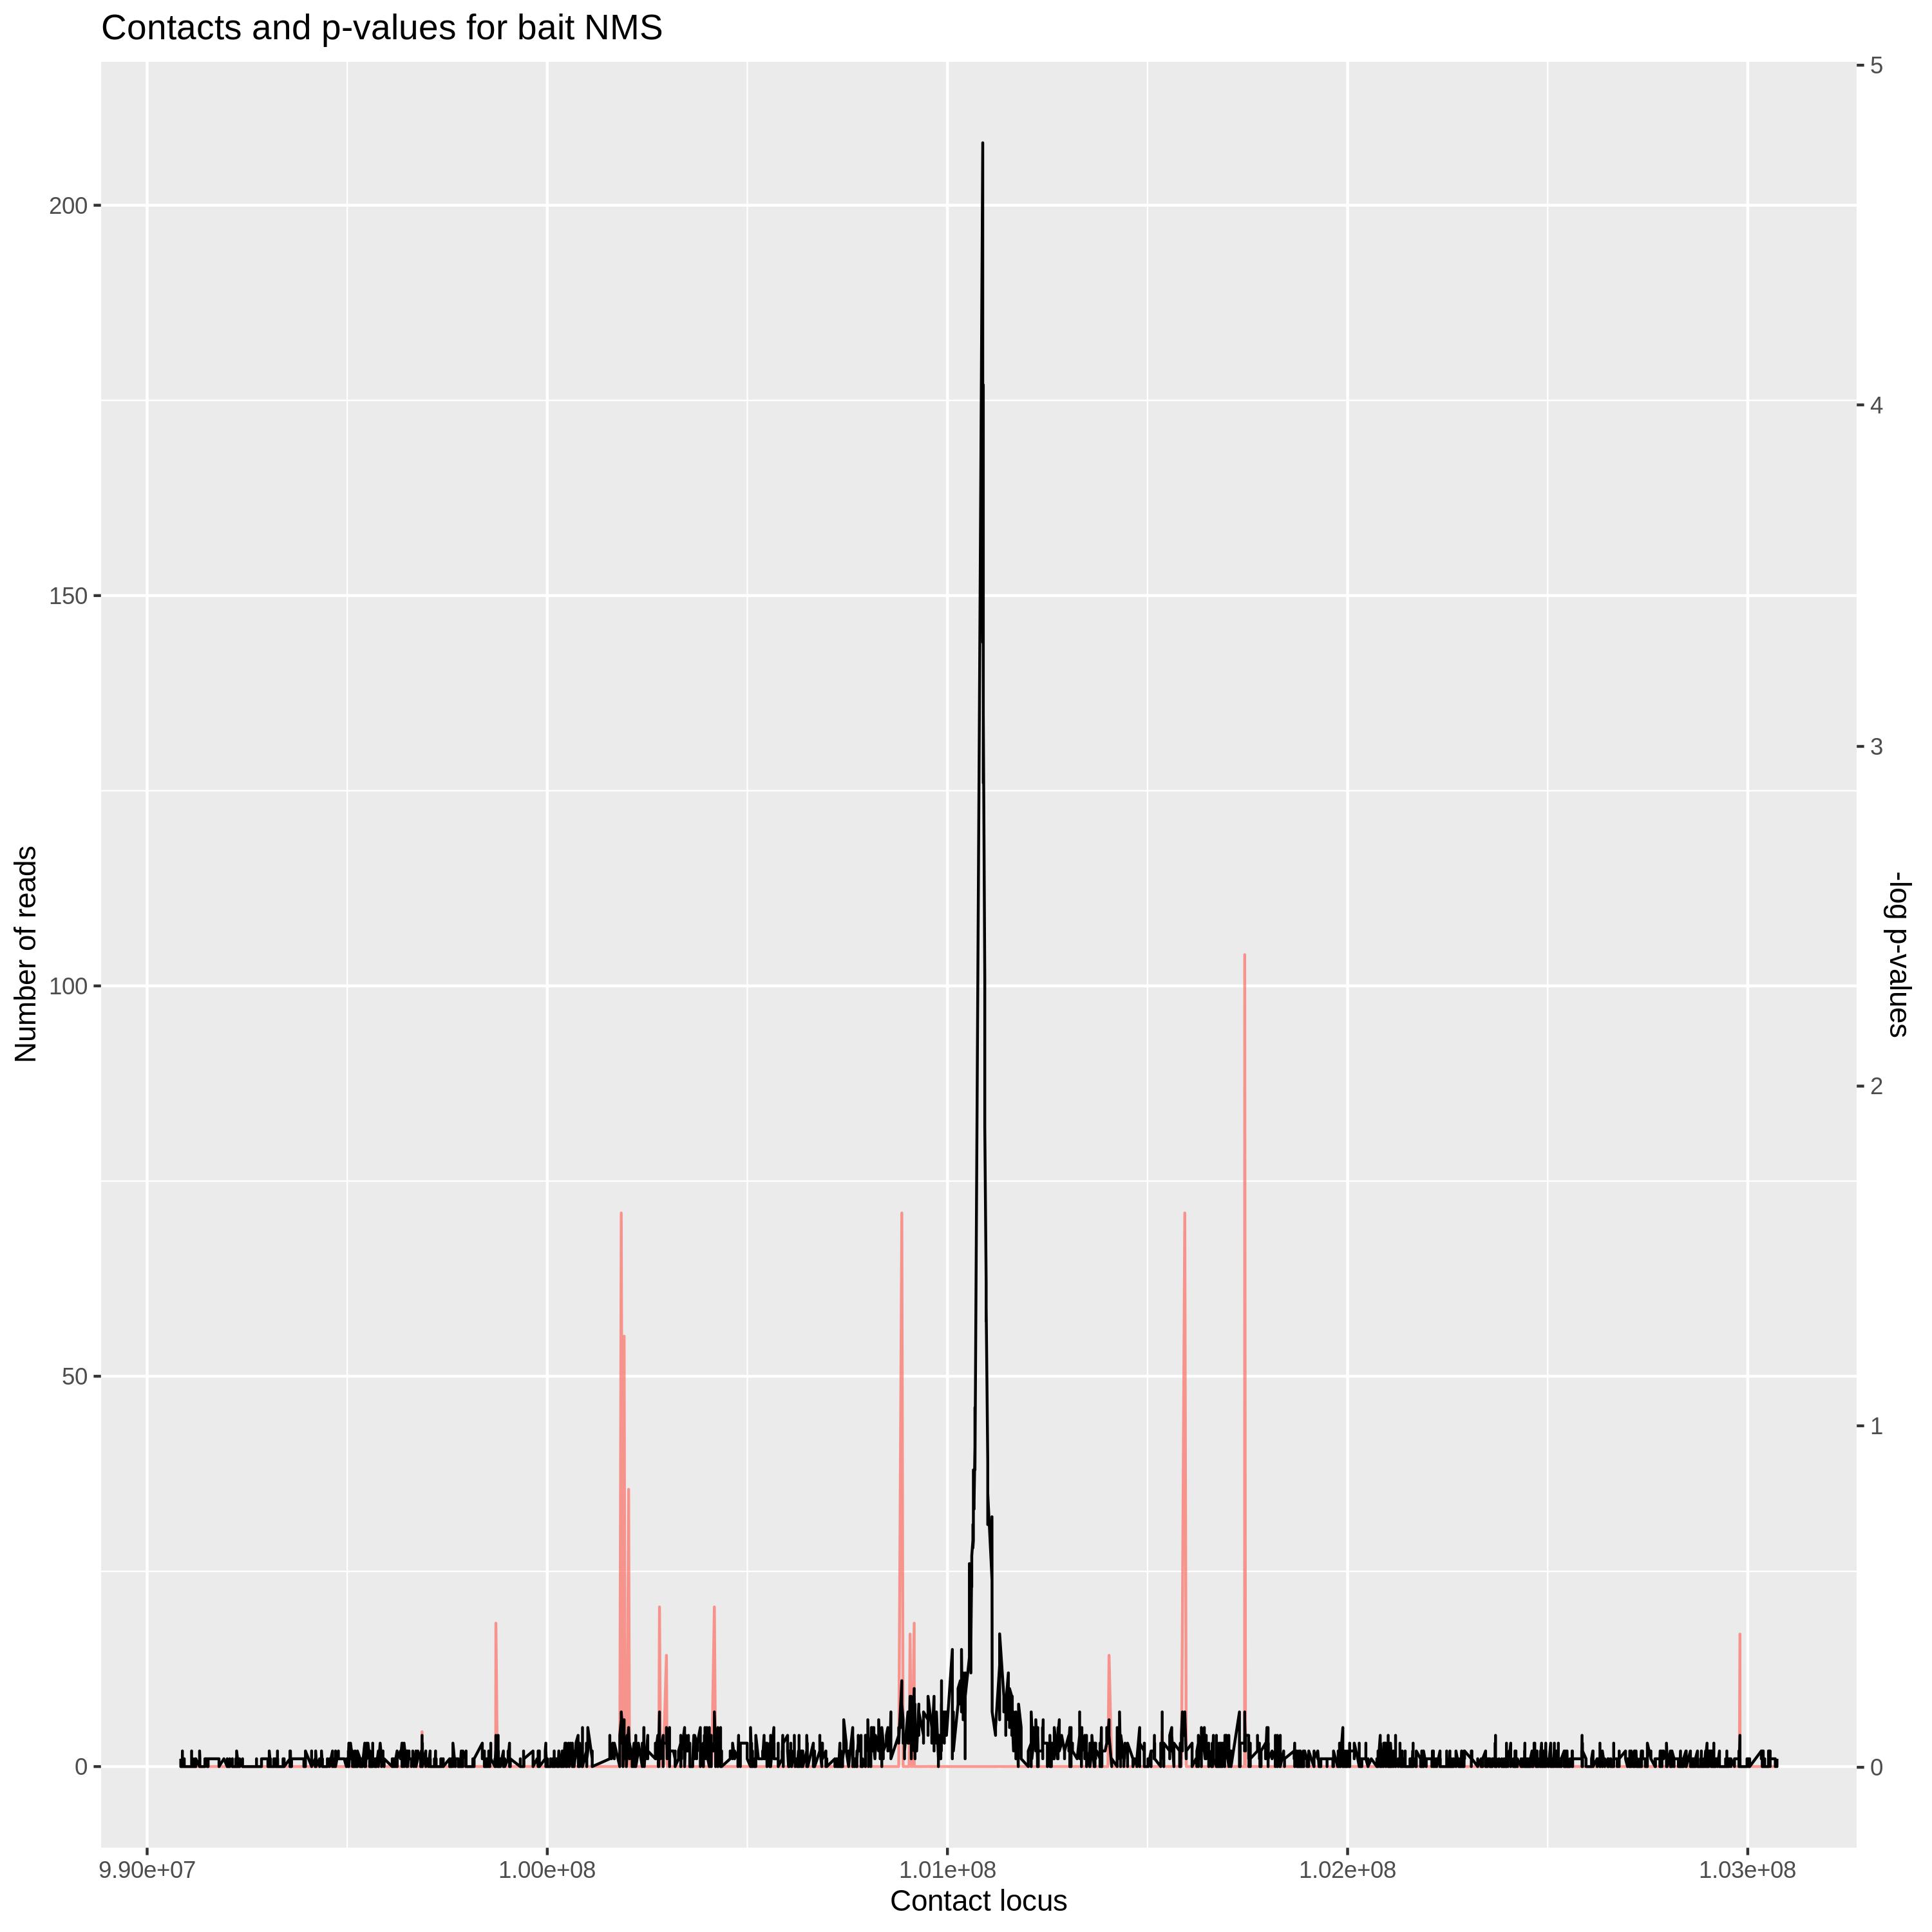 Contacts and p-values for bait NMS
Number of reads
200
150
100
50
0
5
4
3
2
1
0
-log p-values
9.90e+07
1.00e+08
1.01e+08
1.02e+08
1.03e+08
Contact locus